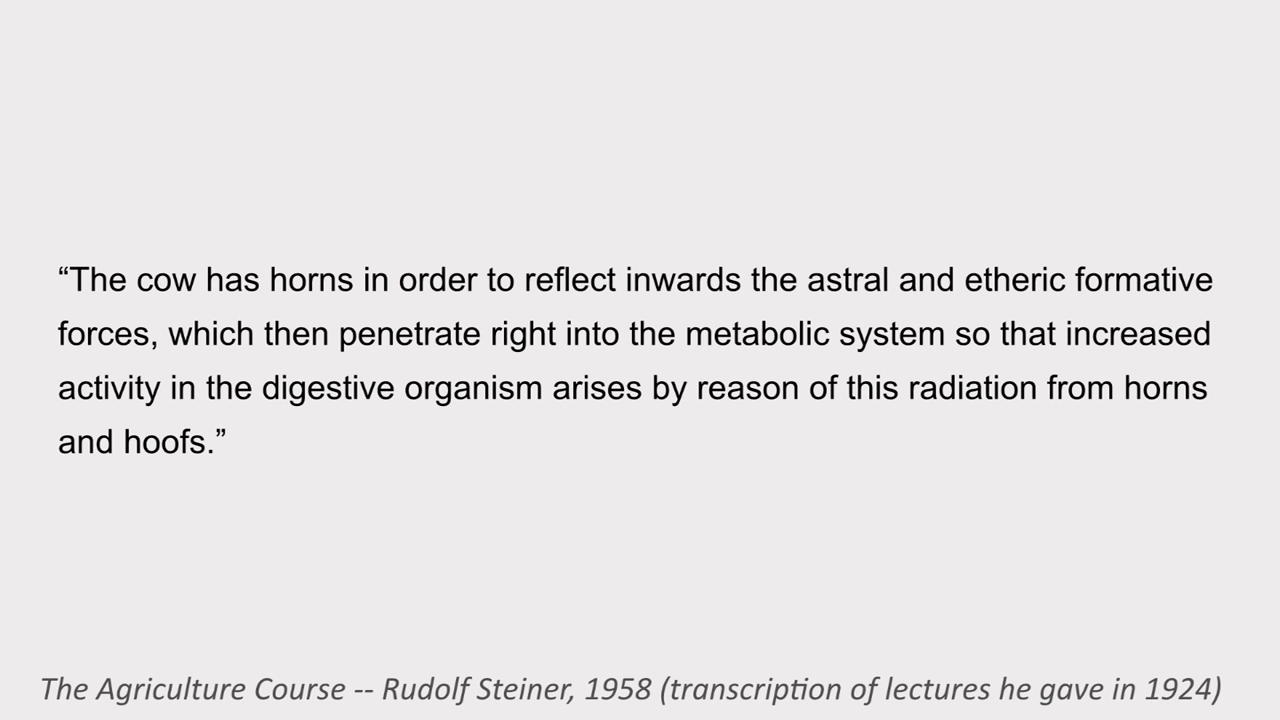 “The cow has horns in order to reflect inwards the astral and etheric formative
forces, which then penetrate right into the metabolic system so that increased
activity in the digestive organism arises by reason of this radiation from horns
and hoofs.”
The Agriculture Course -- Rudolf Steiner, 1958 (transcription of lectures he gave in 1924)